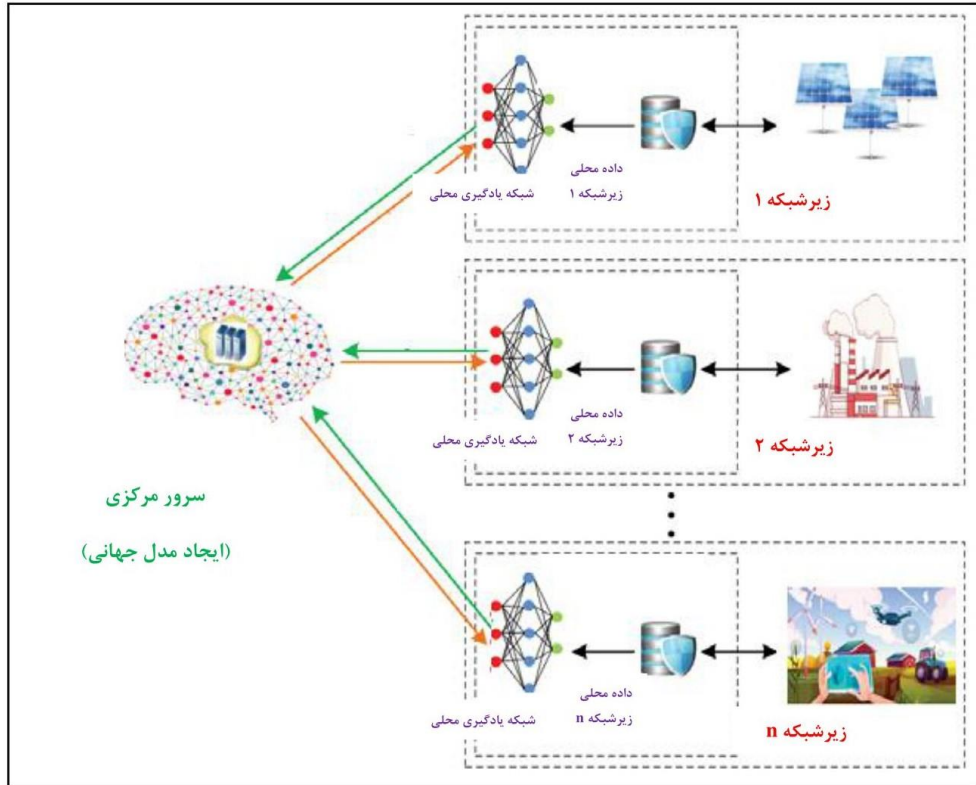 داده محلی
زیرشبکه ۱
شبکه یادگیری محلی
زیرشبکه ۱
داده محلی
زیرشبکه ۲
شبکه یادگیری محلی
زیرشبکه ۲
سرور مرکزی
(ایجاد مدل جهانی)
داده محلی
زیرشبکه n
شبکه یادگیری محلی
زیرشبکه n